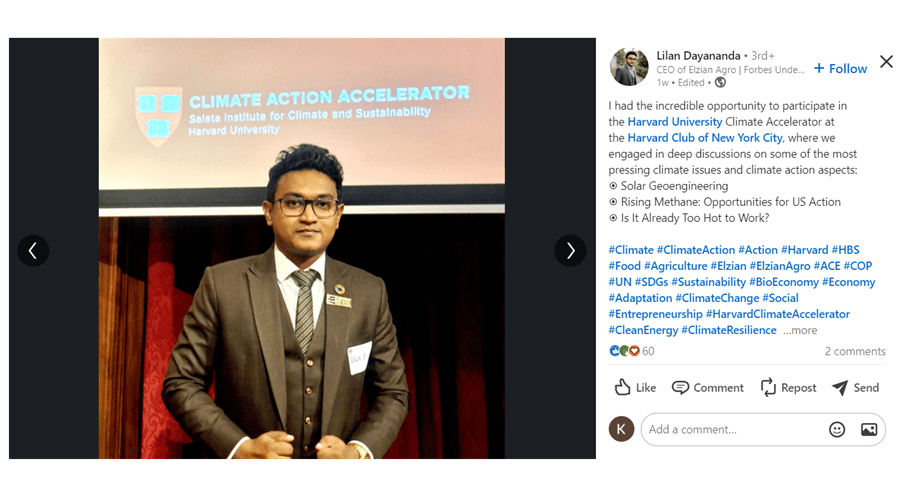 CLIMATE ACTION ACCELERATOR
Salata Institute for Climate and Sustainability
Harvard University
Lilan Dayananda • 3rd+
CEO of Elzian Agro | Forbes Unde...
1w • Edited •
+ Follow
I had the incredible opportunity to participate in
the Harvard University Climate Accelerator at
the Harvard Club of New York City, where we
engaged in deep discussions on some of the most
pressing climate issues and climate action aspects:
Solar Geoengineering
Rising Methane: Opportunities for US Action
Is It Already Too Hot to Work?
#Climate #ClimateAction #Action #Harvard #HBS
#Food #Agriculture #Elzian #ElzianAgro #ACE #COP
#UN #SDGs #Sustainability #BioEconomy #Economy
#Adaptation #ClimateChange #Social
#Entrepreneurship #HarvardClimateAccelerator
#CleanEnergy #ClimateResilience ...more
60
2 comments
Like
Comment
Repost
Send
K
Add a comment...